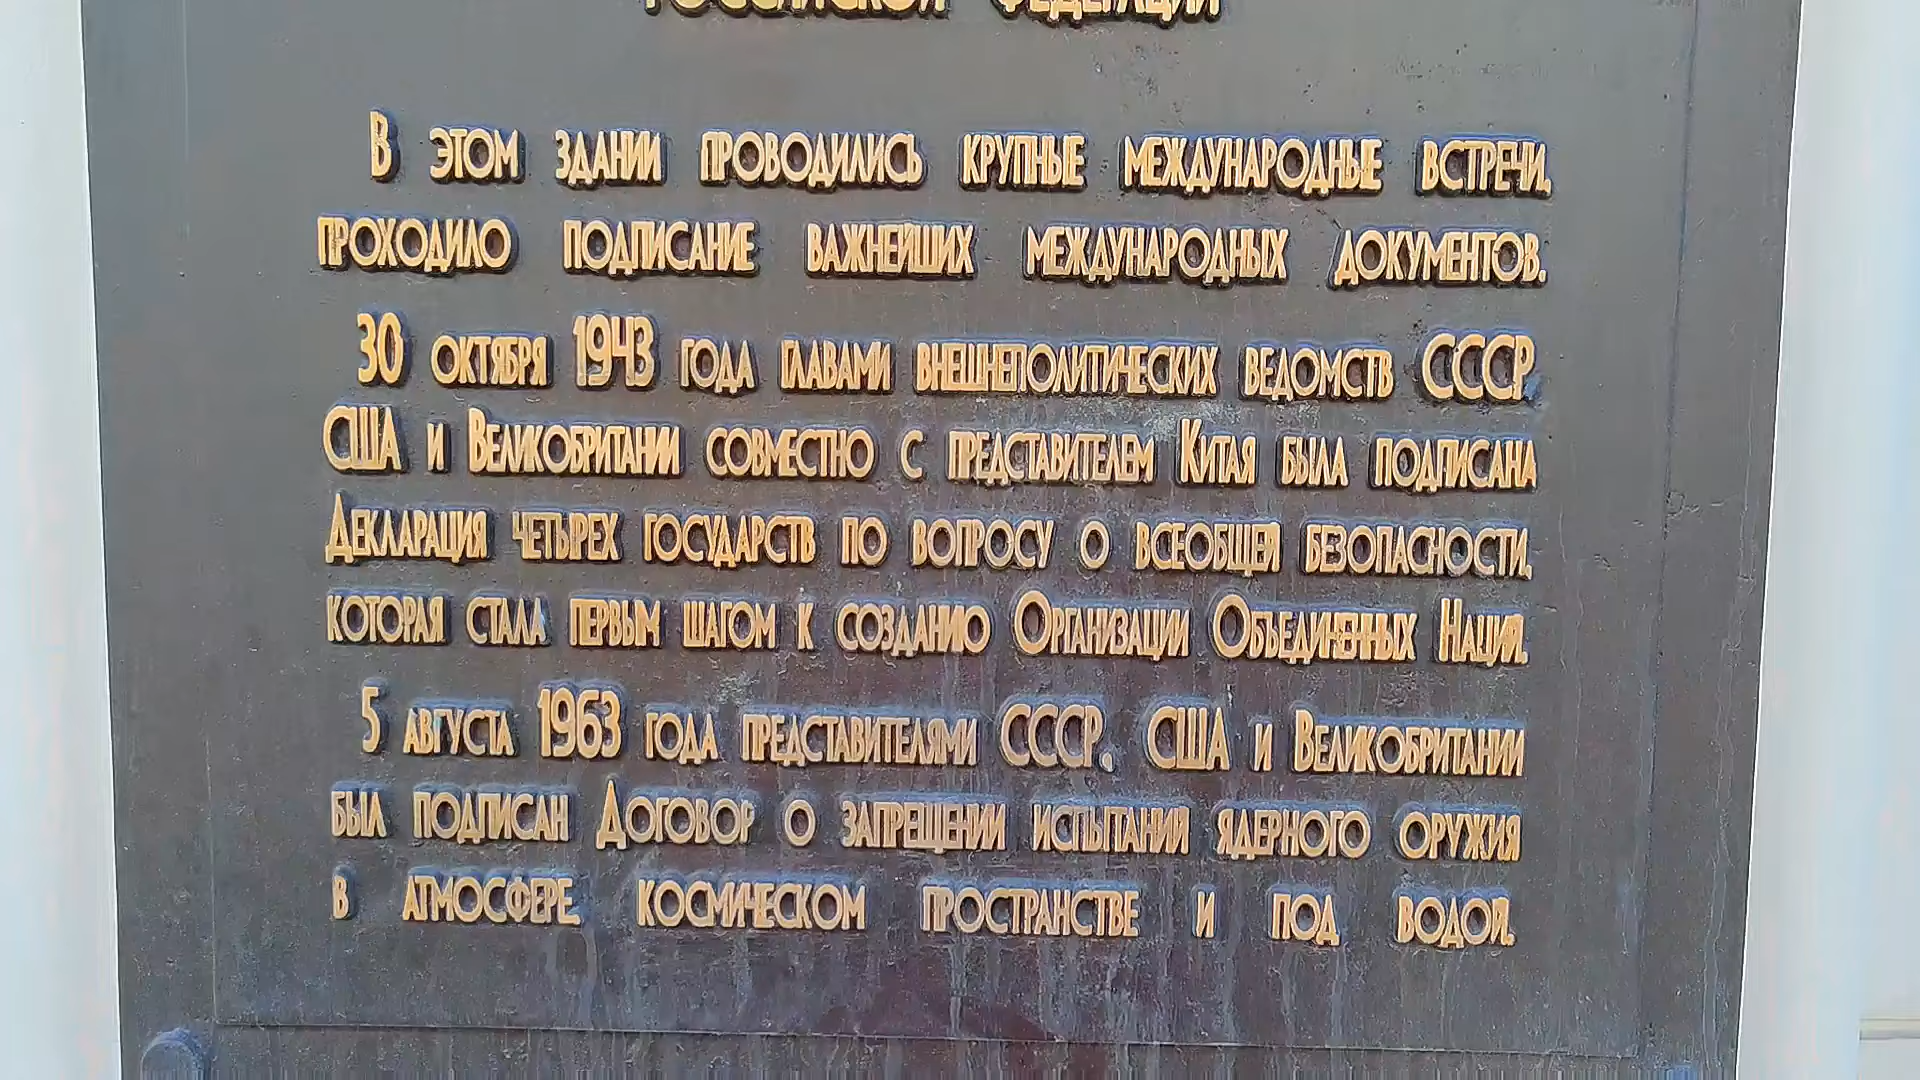 РОССИЙСКОЙ ФЕДЕРАЦИИ
В ЭТОМ ЗДАНИИ ПРОВОДИЛИСЬ КРУПНЫЕ МЕЖДУНАРОДНЫЕ ВСТРЕЧИ,
ПРОХОДИЛО ПОДПИСАНИЕ ВАЖНЕЙШИХ МЕЖДУНАРОДНЫХ ДОКУМЕНТОВ.
30 ОКТЯБРЯ 1943 ГОДА ГЛАВАМИ ВНЕШНЕПОЛИТИЧЕСКИХ ВЕДОМСТВ СССР,
США И ВЕЛИКОБРИТАНИИ СОВМЕСТНО С ПРЕДСТАВИТЕЛЕМ КИТАЯ БЫЛА ПОДПИСАНА
ДЕКЛАРАЦИЯ ЧЕТЫРЕХ ГОСУДАРСТВ ПО ВОПРОСУ О ВСЕОБЩЕЙ БЕЗОПАСНОСТИ,
КОТОРАЯ СТАЛА ПЕРВЫМ ШАГОМ К СОЗДАНИЮ ОРГАНИЗАЦИИ ОБЪЕДИНЕННЫХ НАЦИЙ.
5 АВГУСТА 1963 ГОДА ПРЕДСТАВИТЕЛЯМИ СССР, США И ВЕЛИКОБРИТАНИИ
БЫЛ ПОДПИСАН ДОГОВОР О ЗАПРЕЩЕНИИ ИСПЫТАНИЙ ЯДЕРНОГО ОРУЖИЯ
В АТМОСФЕРЕ, КОСМИЧЕСКОМ ПРОСТРАНСТВЕ И ПОД ВОДОЙ.